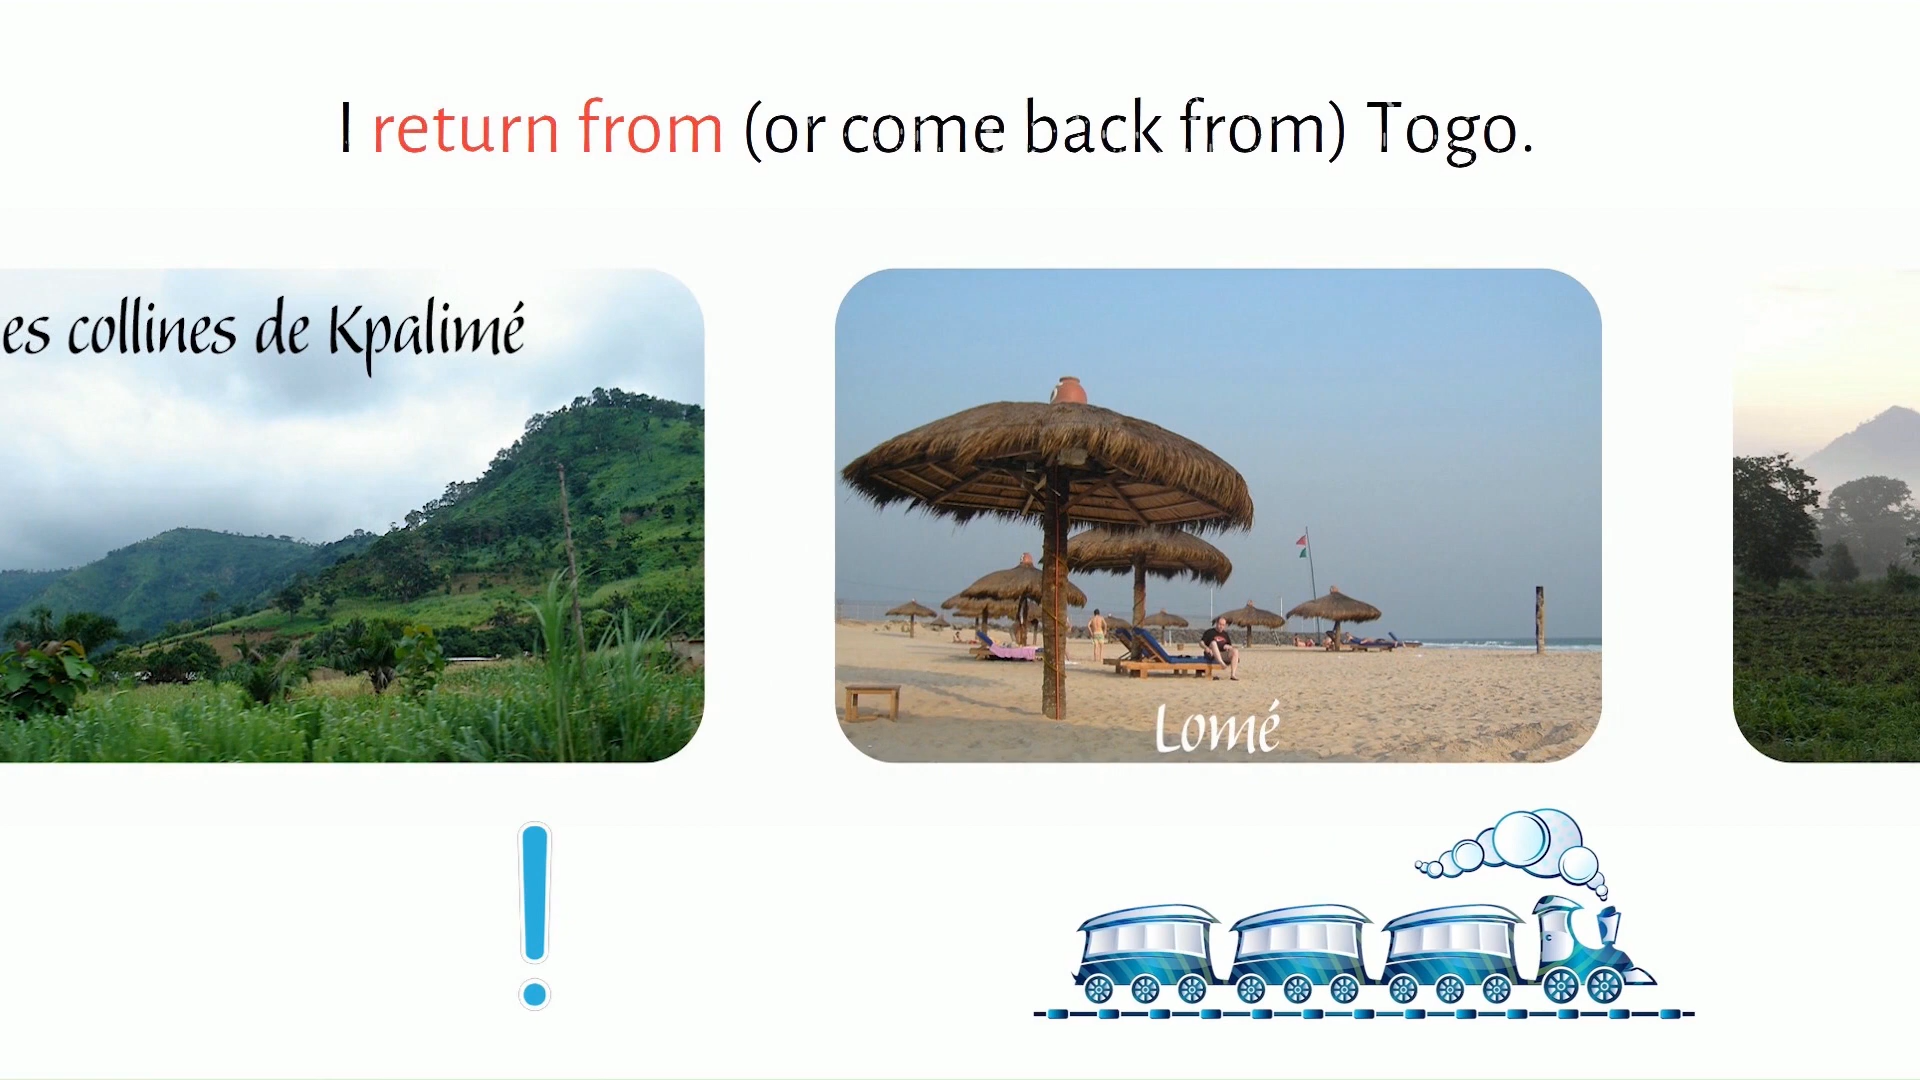 I return from (or come back from) Togo.
es collines de Kpalimé
Lomé
!